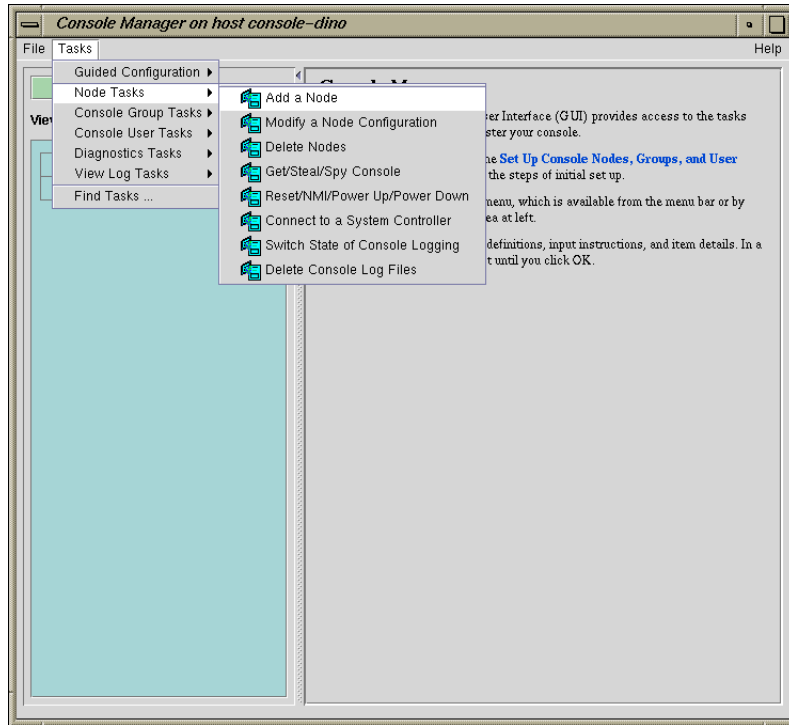 Console Manager on host console-dino
File Tasks Help
Guided Configuration
Node Tasks
Console Group Tasks
Console User Tasks
Diagnostics Tasks
View Log Tasks
Find Tasks ...
Add a Node
Modify a Node Configuration
Delete Nodes
Get/Steal/Spy Console
Reset/NMI/Power Up/Power Down
Connect to a System Controller
Switch State of Console Logging
Delete Console Log Files
ser Interface (GUI) provides access to the tasks
ster your console.
Set Up Console Nodes, Groups, and User
the steps of initial set up.
menu, which is available from the menu bar or by
ea at left.
definitions, input instructions, and item details. In a
t until you click OK.